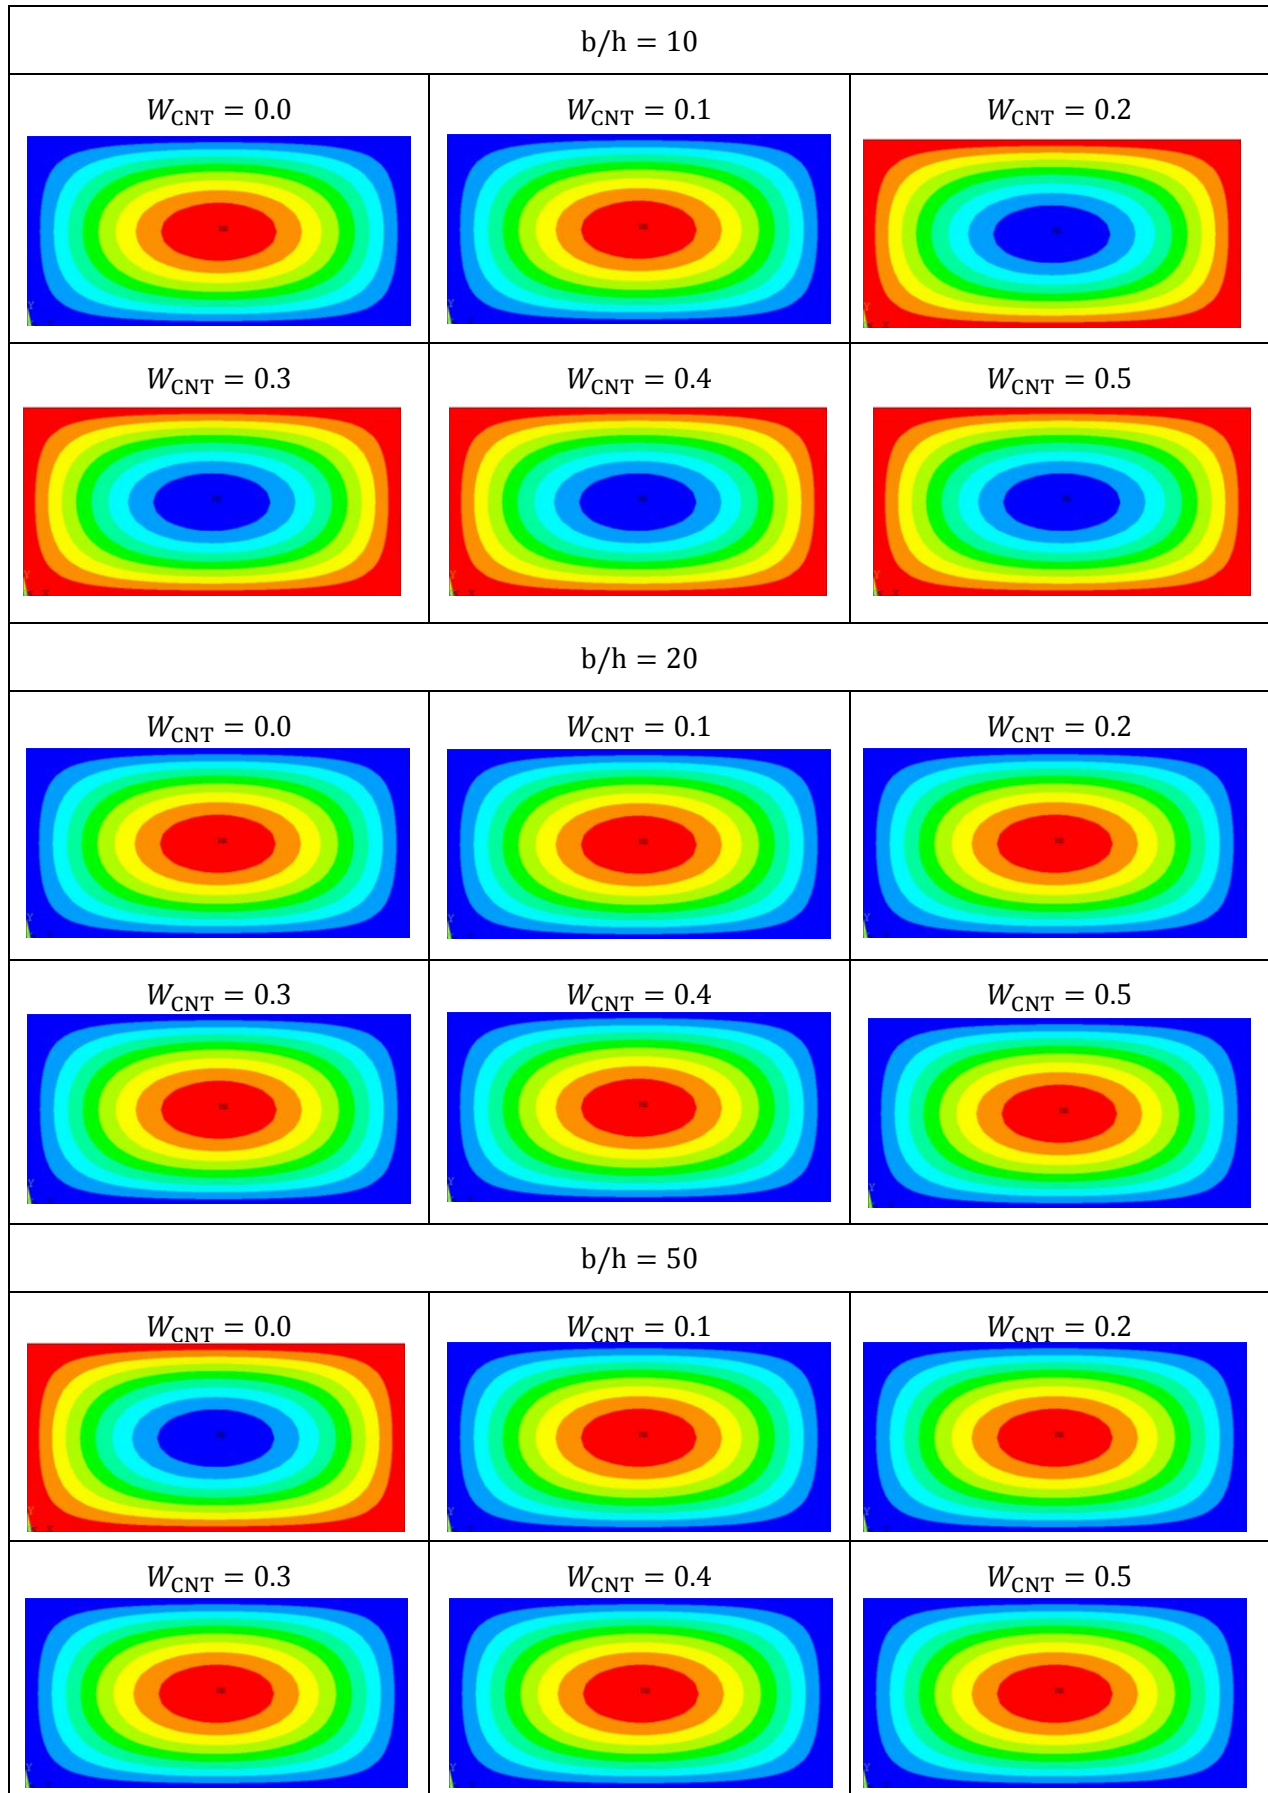 b/h = 10
W_CNT = 0.0 W_CNT = 0.1 W_CNT = 0.2
W_CNT = 0.3 W_CNT = 0.4 W_CNT = 0.5
b/h = 20
W_CNT = 0.0 W_CNT = 0.1 W_CNT = 0.2
W_CNT = 0.3 W_CNT = 0.4 W_CNT = 0.5
b/h = 50
W_CNT = 0.0 W_CNT = 0.1 W_CNT = 0.2
W_CNT = 0.3 W_CNT = 0.4 W_CNT = 0.5